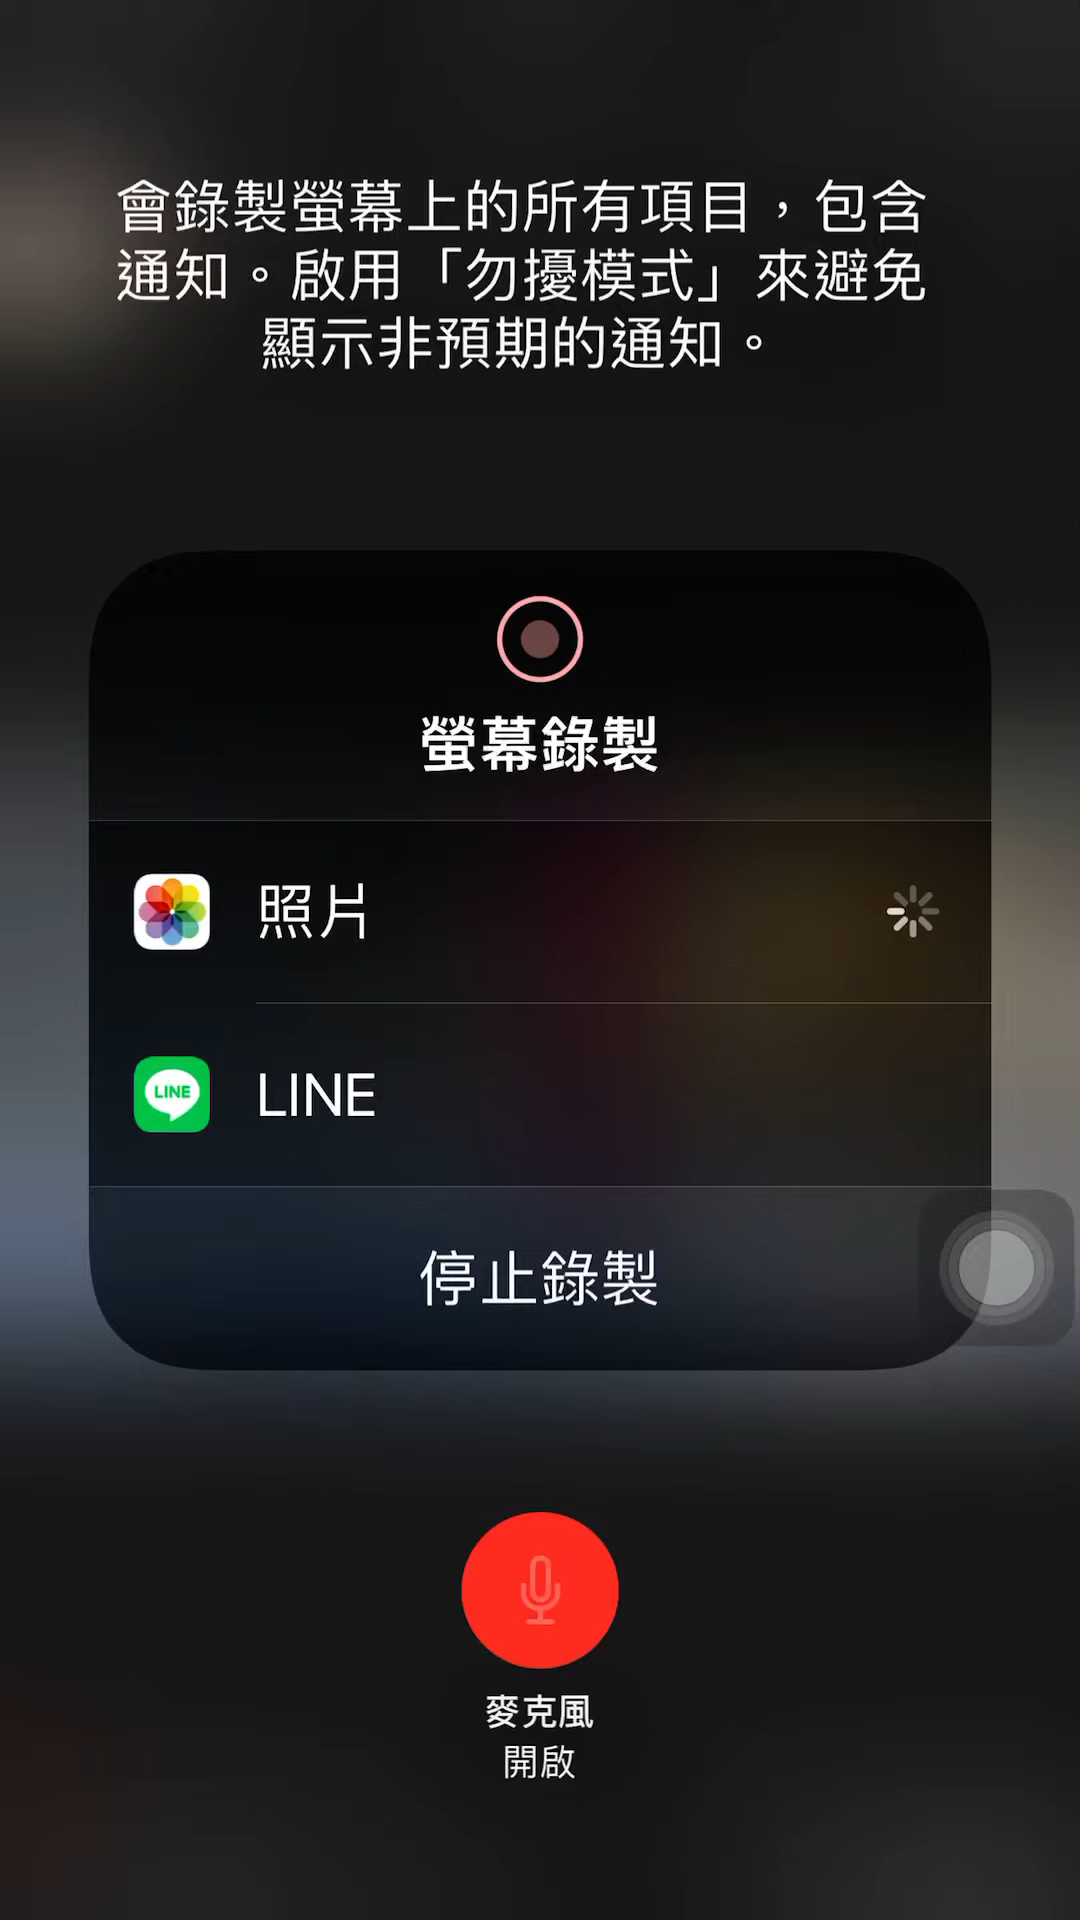 會錄製螢幕上的所有項目，包含
通知。啟用「勿擾模式」來避免
顯示非預期的通知。
螢幕錄製
照片
LINE
LINE
停止錄製
麥克風
開啟